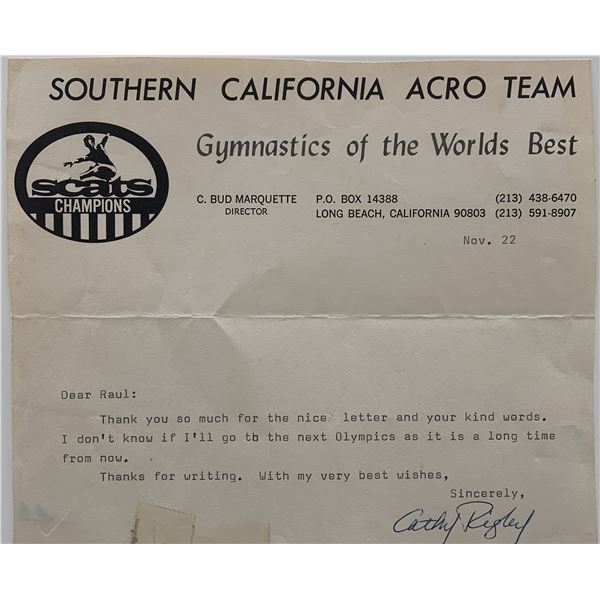 SOUTHERN CALIFORNIA ACRO TEAM
Gymnastics of the Worlds Best
scats
CHAMPIONS
C. BUD MARQUETTE P.O. BOX 14388 (213) 438-6470
DIRECTOR LONG BEACH, CALIFORNIA 90803 (213) 591-8907
Nov. 22
Dear Raul:
Thank you so much for the nice letter and your kind words.
I don't know if I'll go to the next Olympics as it is a long time
from now.
Thanks for writing. With my very best wishes,
Sincerely,
Cathy Rigby